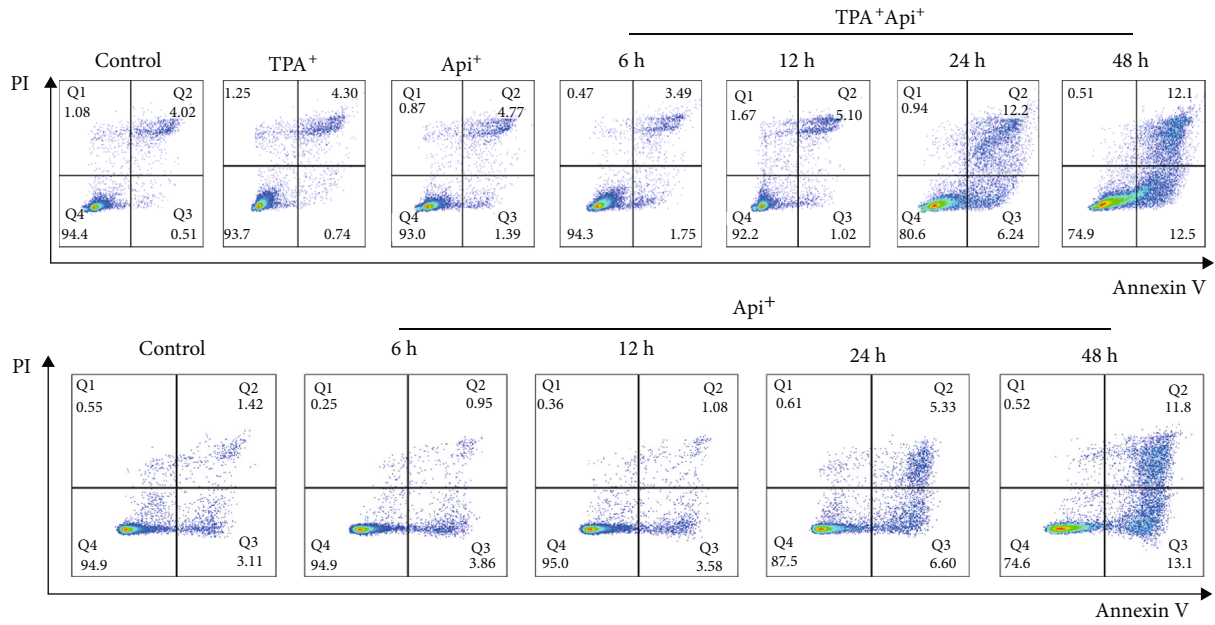 TPA⁺Api⁺
Control TPA⁺ Api⁺ 6 h 12 h 24 h 48 h
PI
Q1 Q2 1.25 4.30 Q1 Q2 0.47 3.49 Q1 Q2 Q1 Q2 0.51 12.1
1.08 4.02 0.87 4.77 1.67 5.10 0.94 12.2
Q4 Q3 Q4 Q3 Q4 Q3 Q4 Q3
94.4 0.51 93.7 0.74 93.0 1.39 94.3 1.75 92.2 1.02 80.6 6.24 74.9 12.5
Annexin V
Api⁺
Control 6 h 12 h 24 h 48 h
PI
Q1 Q2 Q1 Q2 Q1 Q2 Q1 Q2 Q1 Q2
0.55 1.42 0.25 0.95 0.36 1.08 0.61 5.33 0.52 11.8
Q4 Q3 Q4 Q3 Q4 Q3 Q4 Q3 Q4 Q3
94.9 3.11 94.9 3.86 95.0 3.58 87.5 6.60 74.6 13.1
Annexin V